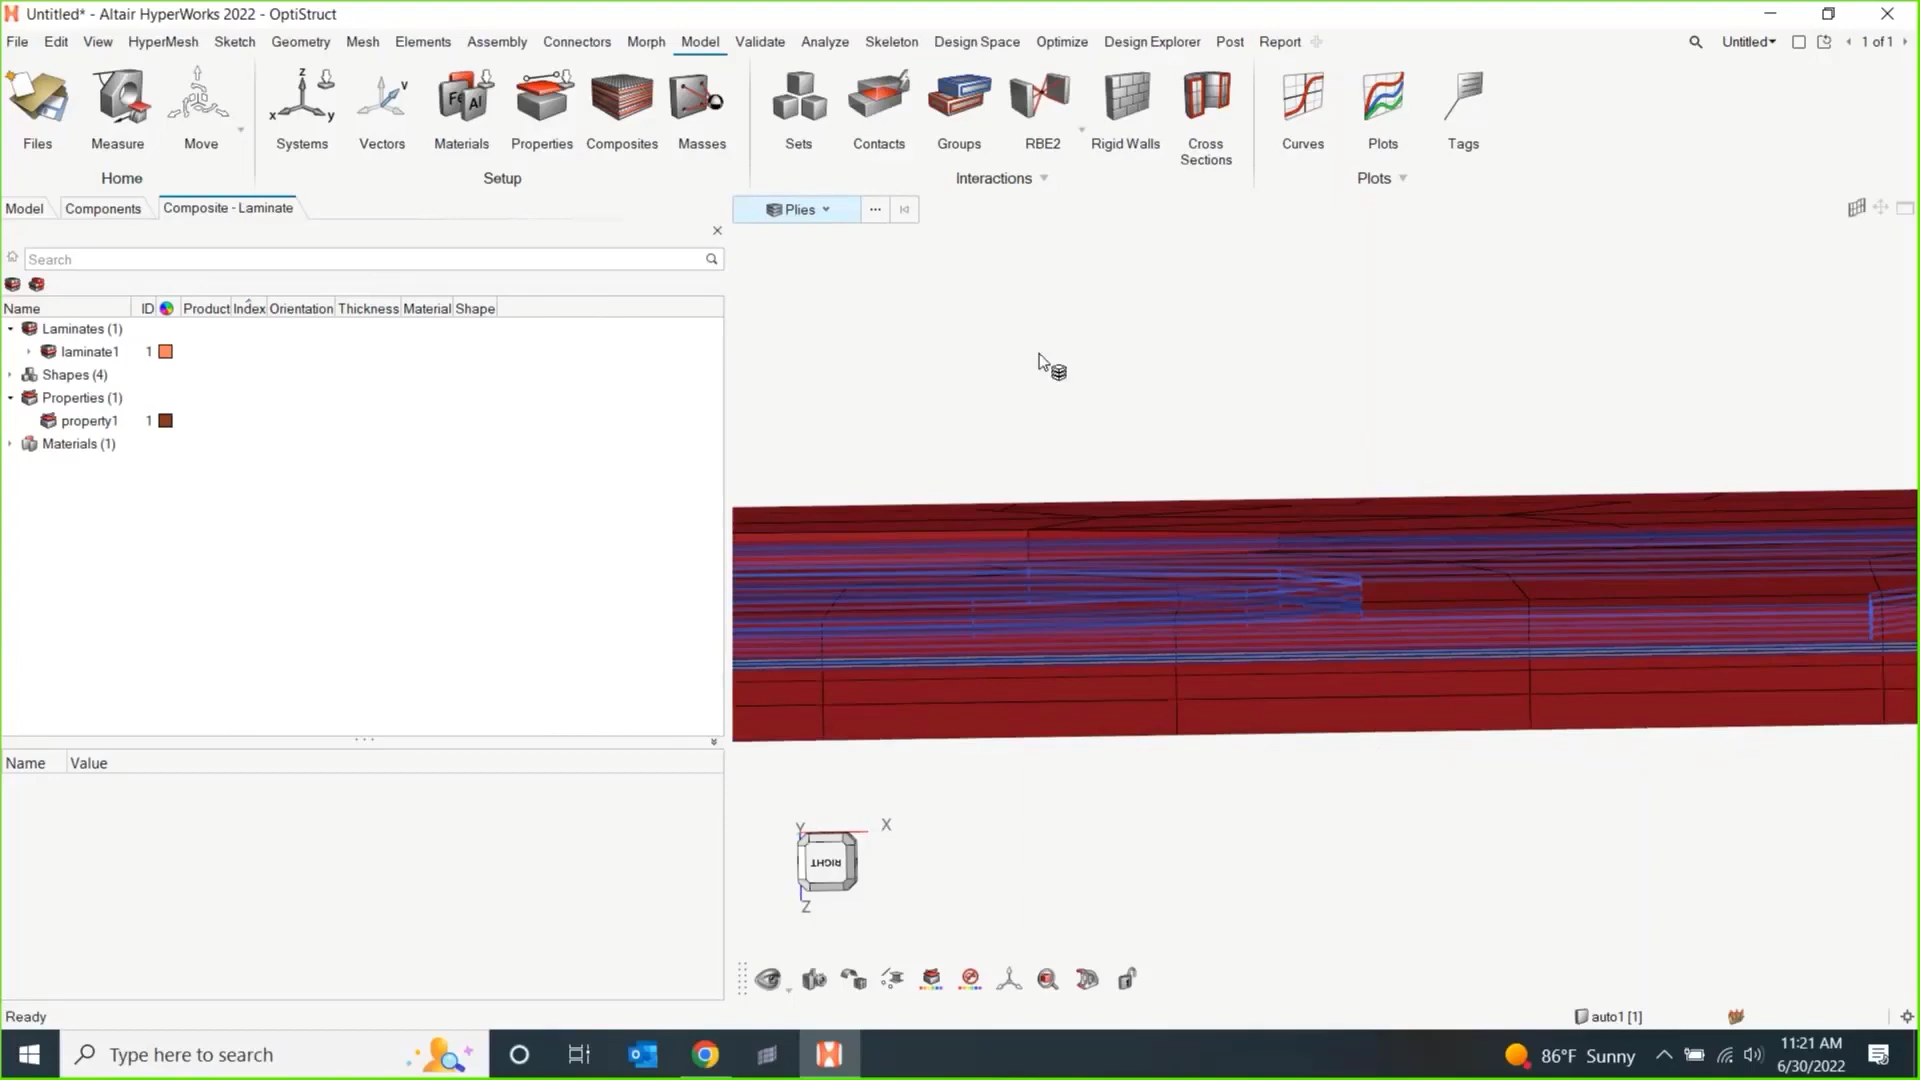 Untitled* - Altair HyperWorks 2022 - OptiStruct
File Edit View HyperMesh Sketch Geometry Mesh Elements Assembly Connectors Morph Model Validate Analyze Skeleton Design Space Optimize Design Explorer Post Report Untitled 1 of 1
Files Measure Move Systems Vectors Materials Properties Composites Masses Sets Contacts Groups RBE2 Rigid Walls Cross Sections Curves Plots Tags
Home Setup Interactions Plots
Model Components Composite - Laminate
Plies ...
Search
Name ID Product Index Orientation Thickness Material Shape
Laminates (1)
laminate1 1
Shapes (4)
Properties (1)
property1 1
Materials (1)
Name Value
Y X
RIGHT
Z
Ready
auto1 [1]
Type here to search
86°F Sunny
11:21 AM
6/30/2022